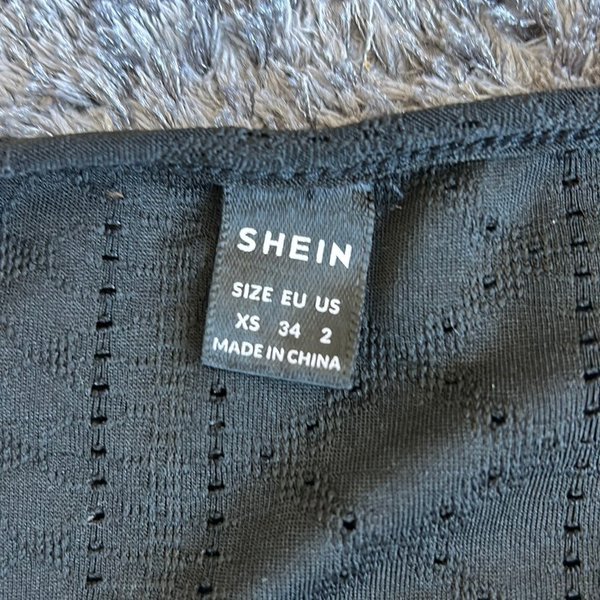 SHEIN
SIZE EU US
XS 34 2
MADE IN CHINA